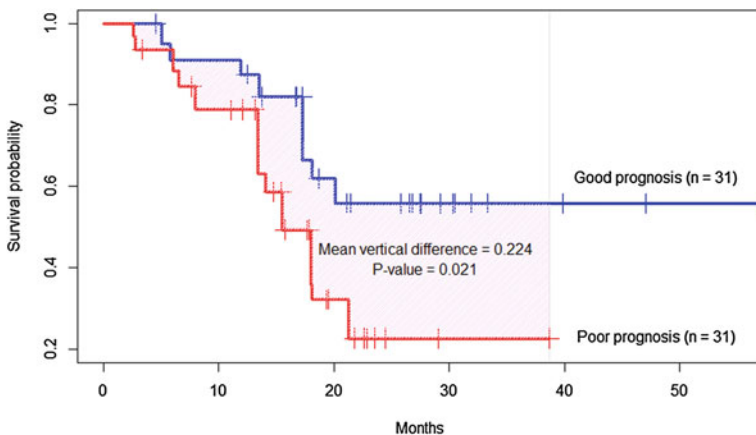 Survival probability
1.0
0.8
0.6
0.4
0.2
Good prognosis (n = 31)
Mean vertical difference = 0.224
P-value = 0.021
Poor prognosis (n = 31)
0
10
20
30
40
50
Months